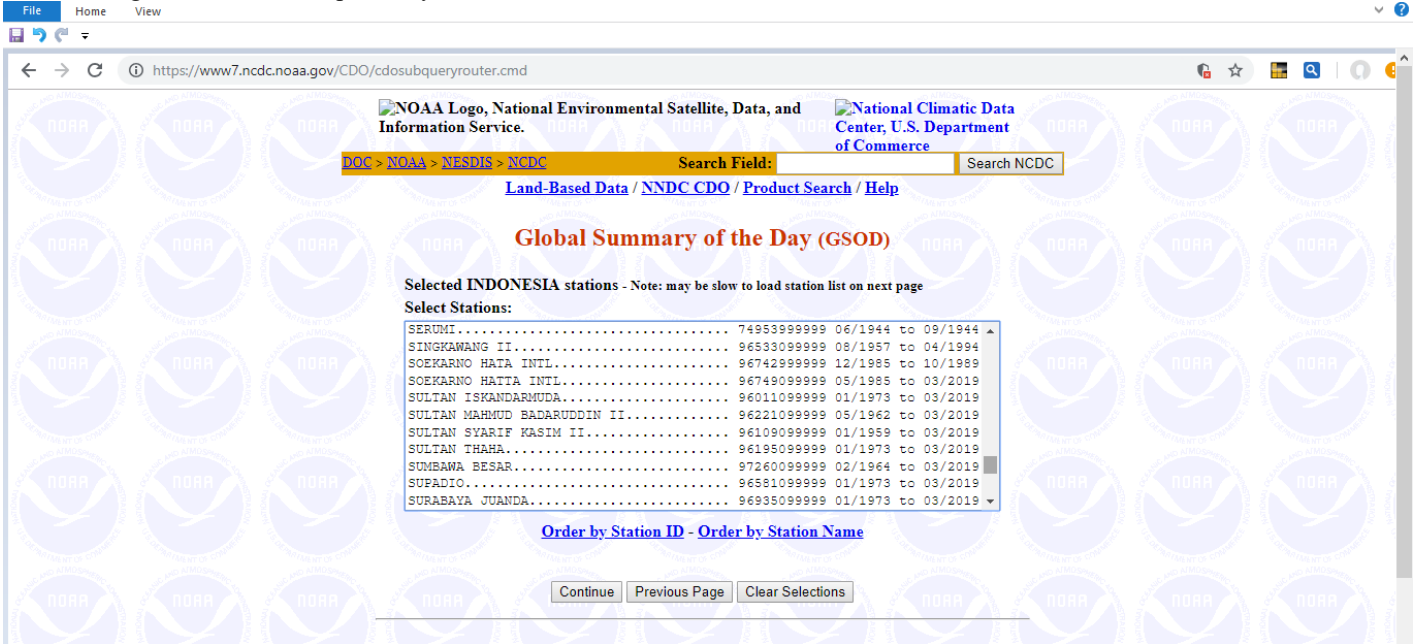 File Home View
https://www7.ncdc.noaa.gov/CDO/cdosubqueryrouter.cmd
NOAA Logo, National Environmental Satellite, Data, and
Information Service.
National Climatic Data
Center, U.S. Department
of Commerce
DOC > NOAA > NESDIS > NCDC Search Field: Search NCDC
Land-Based Data / NNDC CDO / Product Search / Help
Global Summary of the Day (GSOD)
Selected INDONESIA stations - Note: may be slow to load station list on next page
Select Stations:
SERUMI................................. 74953999999 06/1944 to 09/1944
SINGKAWANG II.......................... 96533099999 08/1957 to 04/1994
SOEKARNO HATA INTL..................... 96742099999 12/1985 to 10/1989
SOEKARNO HATTA INTL.................... 96749099999 05/1985 to 03/2019
SULTAN ISKANDARMUDA.................... 96011099999 01/1973 to 03/2019
SULTAN MAHMUD BADARUDDIN II............ 96221099999 05/1962 to 03/2019
SULTAN SYARIF KASIM II................. 96109099999 01/1959 to 03/2019
SULTAN THAHA........................... 96195099999 01/1973 to 03/2019
SUMBAWA BESAR.......................... 97260099999 02/1964 to 03/2019
SUPADIO................................ 96581099999 01/1973 to 03/2019
SURABAYA JUANDA........................ 96935099999 01/1973 to 03/2019
Order by Station ID - Order by Station Name
Continue Previous Page Clear Selections